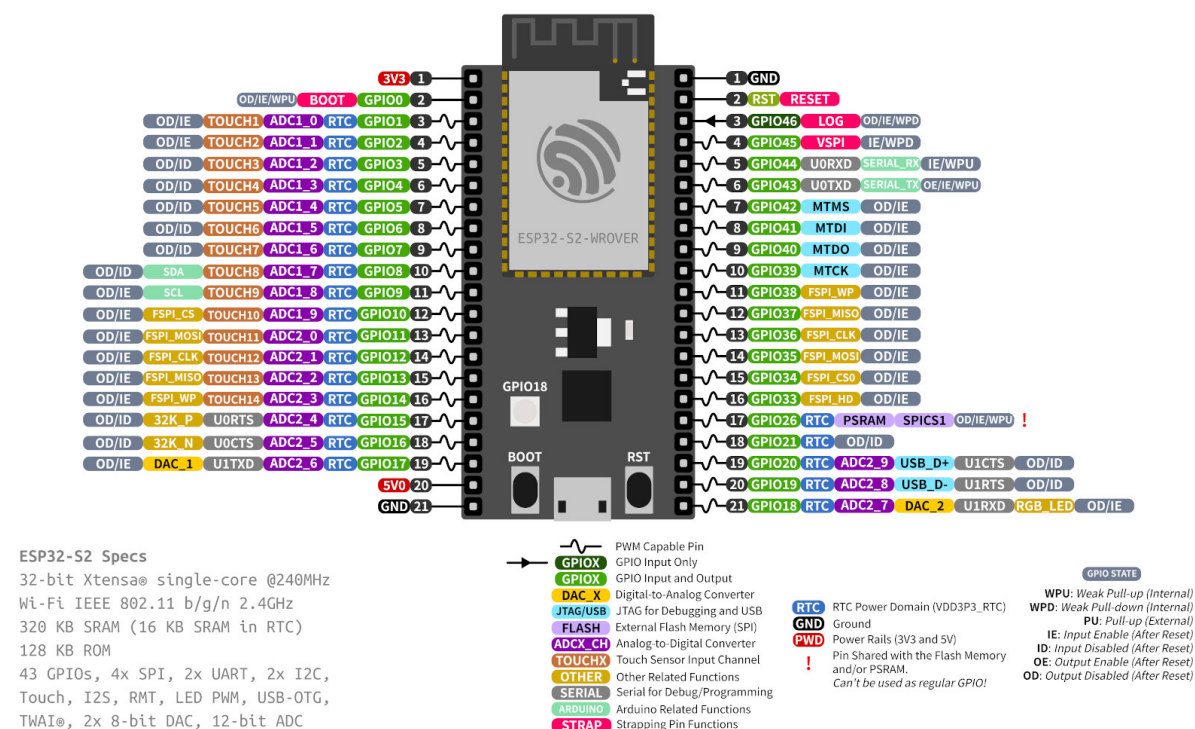 3V3 1
OD/IE/WPU BOOT GPIO0 2
OD/IE TOUCH1 ADC1_0 RTC GPIO1 3
OD/IE TOUCH2 ADC1_1 RTC GPIO2 4
OD/ID TOUCH3 ADC1_2 RTC GPIO3 5
OD/ID TOUCH4 ADC1_3 RTC GPIO4 6
OD/ID TOUCH5 ADC1_4 RTC GPIO5 7
OD/ID TOUCH6 ADC1_5 RTC GPIO6 8
OD/ID TOUCH7 ADC1_6 RTC GPIO7 9
OD/ID SDA TOUCH8 ADC1_7 RTC GPIO8 10
OD/IE SCL TOUCH9 ADC1_8 RTC GPIO9 11
OD/IE FSPI_CS TOUCH10 ADC1_9 RTC GPIO10 12
OD/IE FSPI_MOSI TOUCH11 ADC2_0 RTC GPIO11 13
OD/IE FSPI_CLK TOUCH12 ADC2_1 RTC GPIO12 14
OD/IE FSPI_MISO TOUCH13 ADC2_2 RTC GPIO13 15
OD/IE FSPI_WP TOUCH14 ADC2_3 RTC GPIO14 16
OD/ID 32K_P U0RTS ADC2_4 RTC GPIO15 17
OD/ID 32K_N U0CTS ADC2_5 RTC GPIO16 18
OD/IE DAC_1 U1TXD ADC2_6 RTC GPIO17 19
5V0 20
GND 21
ESP32-S2-WROVER
GPIO18
BOOT
RST
1 GND
2 RST RESET
3 GPIO46 LOG OD/IE/WPD
4 GPIO45 VSPI IE/WPD
5 GPIO44 U0RXD SERIAL_RX IE/WPU
6 GPIO43 U0TXD SERIAL_TX OE/IE/WPU
7 GPIO42 MTMS OD/IE
8 GPIO41 MTDI OD/IE
9 GPIO40 MTDO OD/IE
10 GPIO39 MTCK OD/IE
11 GPIO38 FSPI_WP OD/IE
12 GPIO37 FSPI_MISO OD/IE
13 GPIO36 FSPI_CLK OD/IE
14 GPIO35 FSPI_MOSI OD/IE
15 GPIO34 FSPI_CS0 OD/IE
16 GPIO33 FSPI_HD OD/IE
17 GPIO26 RTC PSRAM SPICS1 OD/IE/WPU !
18 GPIO21 RTC OD/ID
19 GPIO20 RTC ADC2_9 USB_D+ U1CTS OD/ID
20 GPIO19 RTC ADC2_8 USB_D- U1RTS OD/ID
21 GPIO18 RTC ADC2_7 DAC_2 U1RXD RGB_LED OD/IE
ESP32-S2 Specs
32-bit Xtensa® single-core @240MHz
Wi-Fi IEEE 802.11 b/g/n 2.4GHz
320 KB SRAM (16 KB SRAM in RTC)
128 KB ROM
43 GPIOs, 4x SPI, 2x UART, 2x I2C,
Touch, I2S, RMT, LED PWM, USB-OTG,
TWAI®, 2x 8-bit DAC, 12-bit ADC
PWM Capable Pin
GPIOX GPIO Input Only
GPIOX GPIO Input and Output
DAC_X Digital-to-Analog Converter
JTAG/USB JTAG for Debugging and USB
FLASH External Flash Memory (SPI)
ADCX_CH Analog-to-Digital Converter
TOUCHX Touch Sensor Input Channel
OTHER Other Related Functions
SERIAL Serial for Debug/Programming
ARDUINO Arduino Related Functions
STRAP Strapping Pin Functions
RTC RTC Power Domain (VDD3P3_RTC)
GND Ground
PWD Power Rails (3V3 and 5V)
! Pin Shared with the Flash Memory
and/or PSRAM.
Can't be used as regular GPIO!
GPIO STATE
WPU: Weak Pull-up (Internal)
WPD: Weak Pull-down (Internal)
PU: Pull-up (External)
IE: Input Enable (After Reset)
ID: Input Disabled (After Reset)
OE: Output Enable (After Reset)
OD: Output Disabled (After Reset)